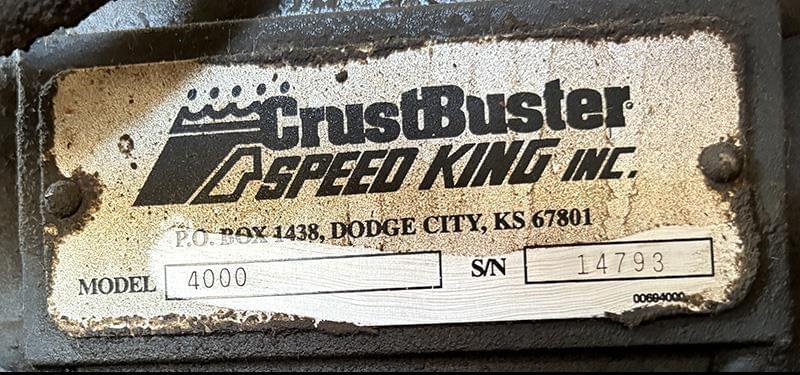 CrustBuster
SPEED KING INC.
P.O. BOX 1438, DODGE CITY, KS 67801
MODEL 4000 S/N 14793
00694000